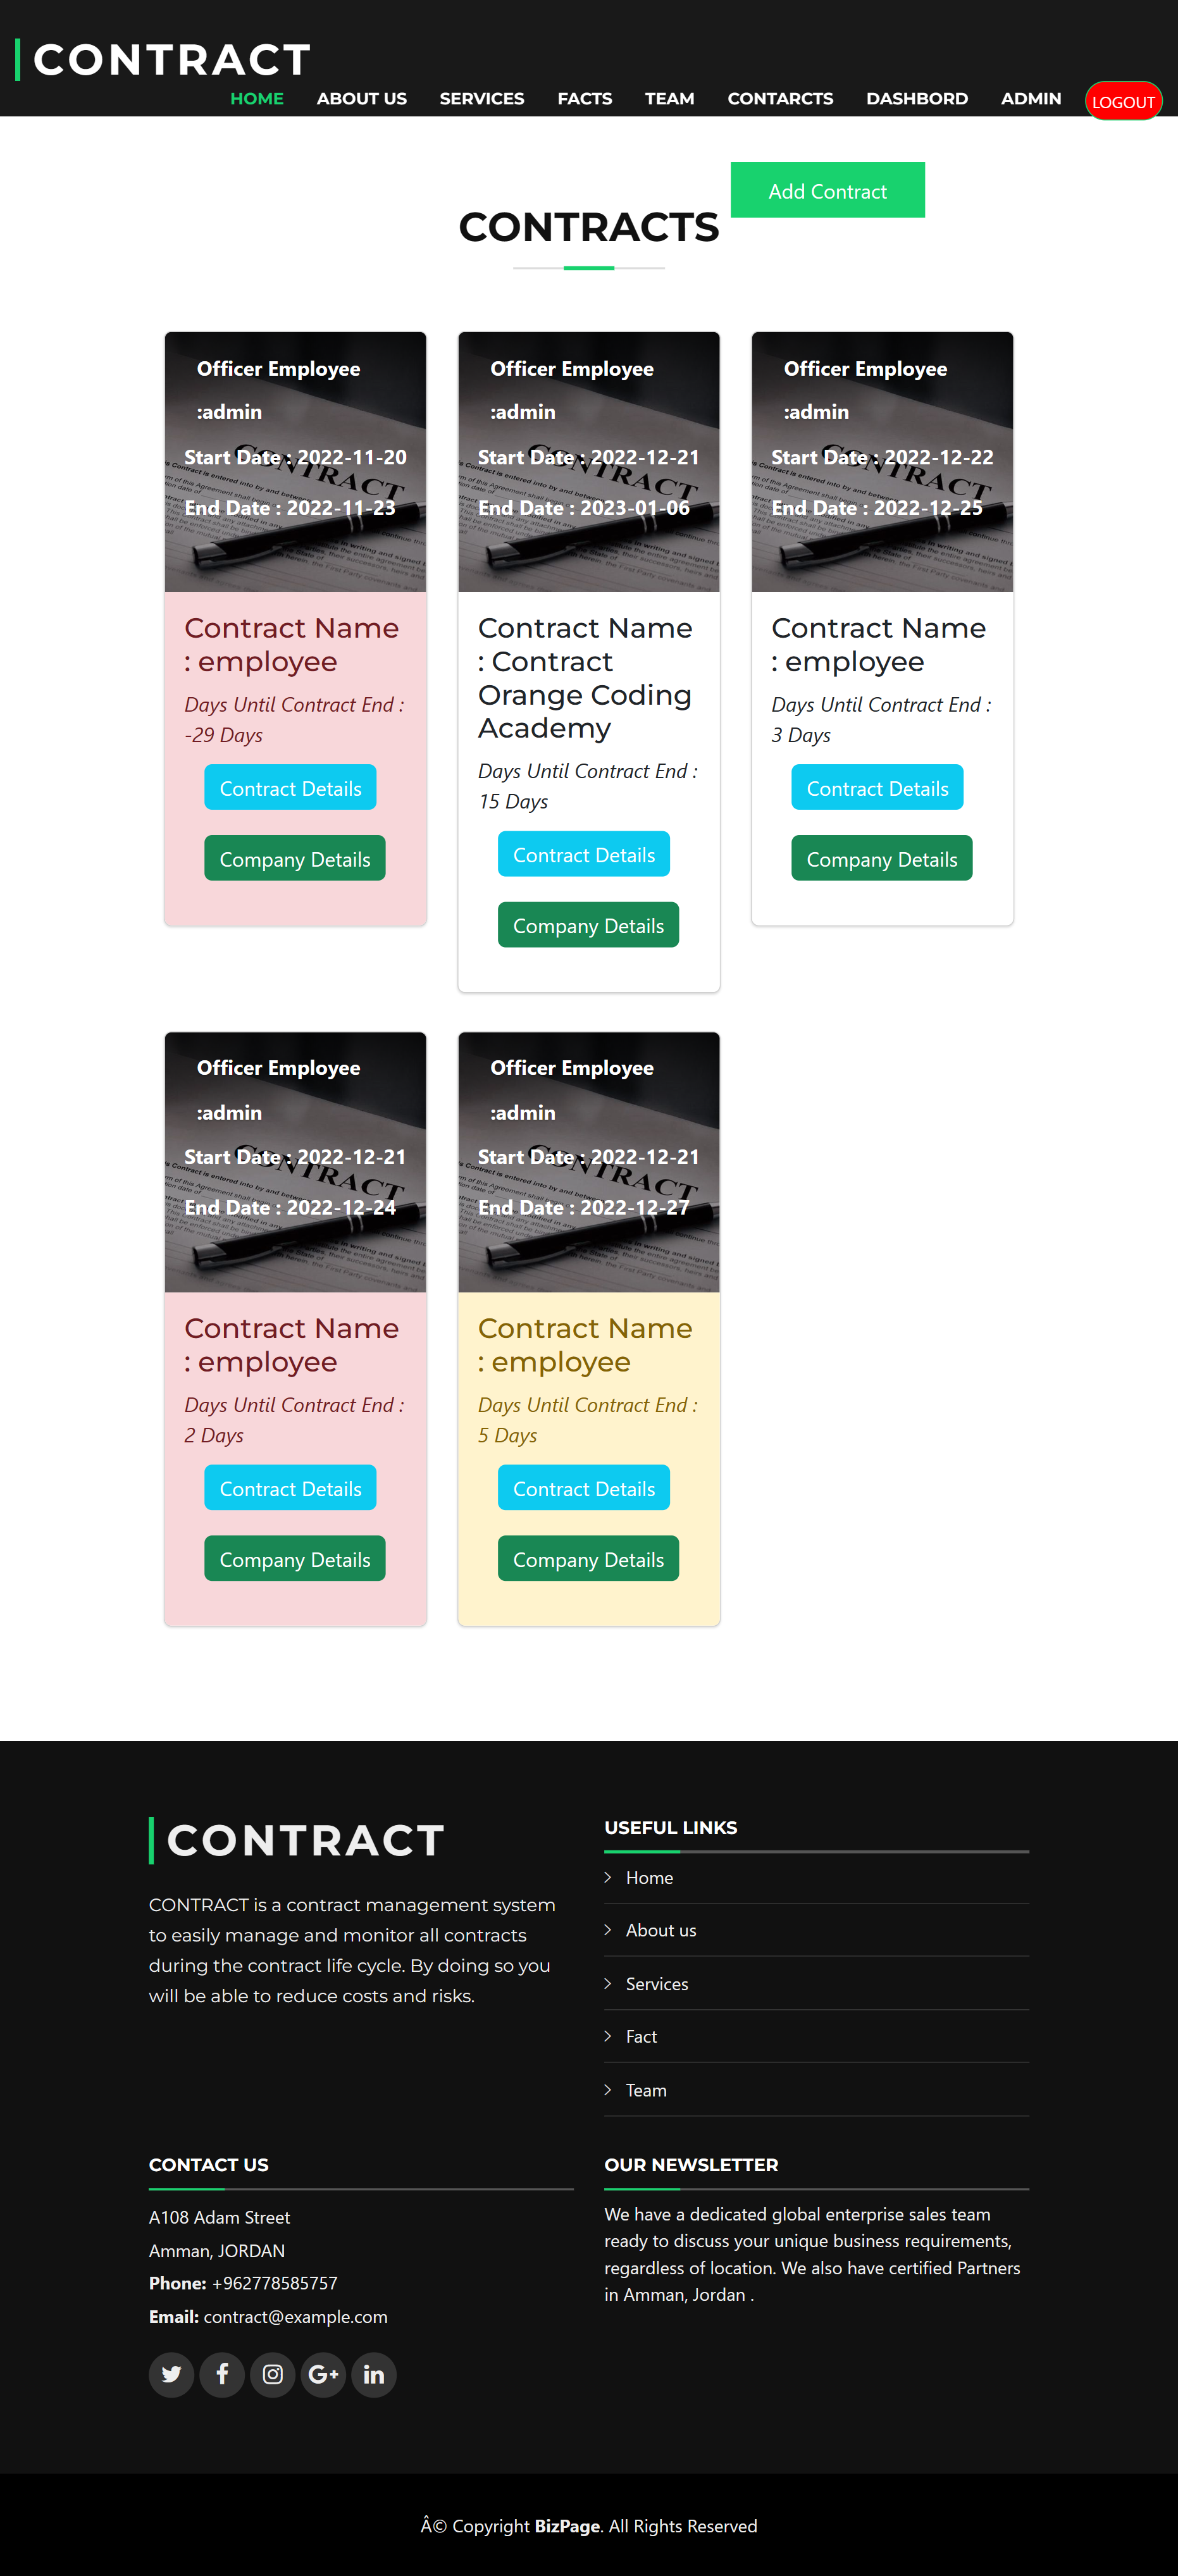 CONTRACT
HOME ABOUT US SERVICES FACTS TEAM CONTARCTS DASHBORD ADMIN LOGOUT
Add Contract
CONTRACTS
Officer Employee
:admin
Start Date : 2022-11-20
End Date : 2022-11-23
CONTRACT
Contract Name
: employee
Days Until Contract End :
-29 Days
Contract Details
Company Details
Officer Employee
:admin
Start Date : 2022-12-21
End Date : 2023-01-06
CONTRACT
Contract Name
: Contract
Orange Coding
Academy
Days Until Contract End :
15 Days
Contract Details
Company Details
Officer Employee
:admin
Start Date : 2022-12-22
End Date : 2022-12-25
CONTRACT
Contract Name
: employee
Days Until Contract End :
3 Days
Contract Details
Company Details
Officer Employee
:admin
Start Date : 2022-12-21
End Date : 2022-12-24
CONTRACT
Contract Name
: employee
Days Until Contract End :
2 Days
Contract Details
Company Details
Officer Employee
:admin
Start Date : 2022-12-21
End Date : 2022-12-27
CONTRACT
Contract Name
: employee
Days Until Contract End :
5 Days
Contract Details
Company Details
CONTRACT
CONTRACT is a contract management system
to easily manage and monitor all contracts
during the contract life cycle. By doing so you
will be able to reduce costs and risks.
USEFUL LINKS
Home
About us
Services
Fact
Team
CONTACT US
A108 Adam Street
Amman, JORDAN
Phone: +962778585757
Email: contract@example.com
OUR NEWSLETTER
We have a dedicated global enterprise sales team
ready to discuss your unique business requirements,
regardless of location. We also have certified Partners
in Amman, Jordan .
Â© Copyright BizPage. All Rights Reserved